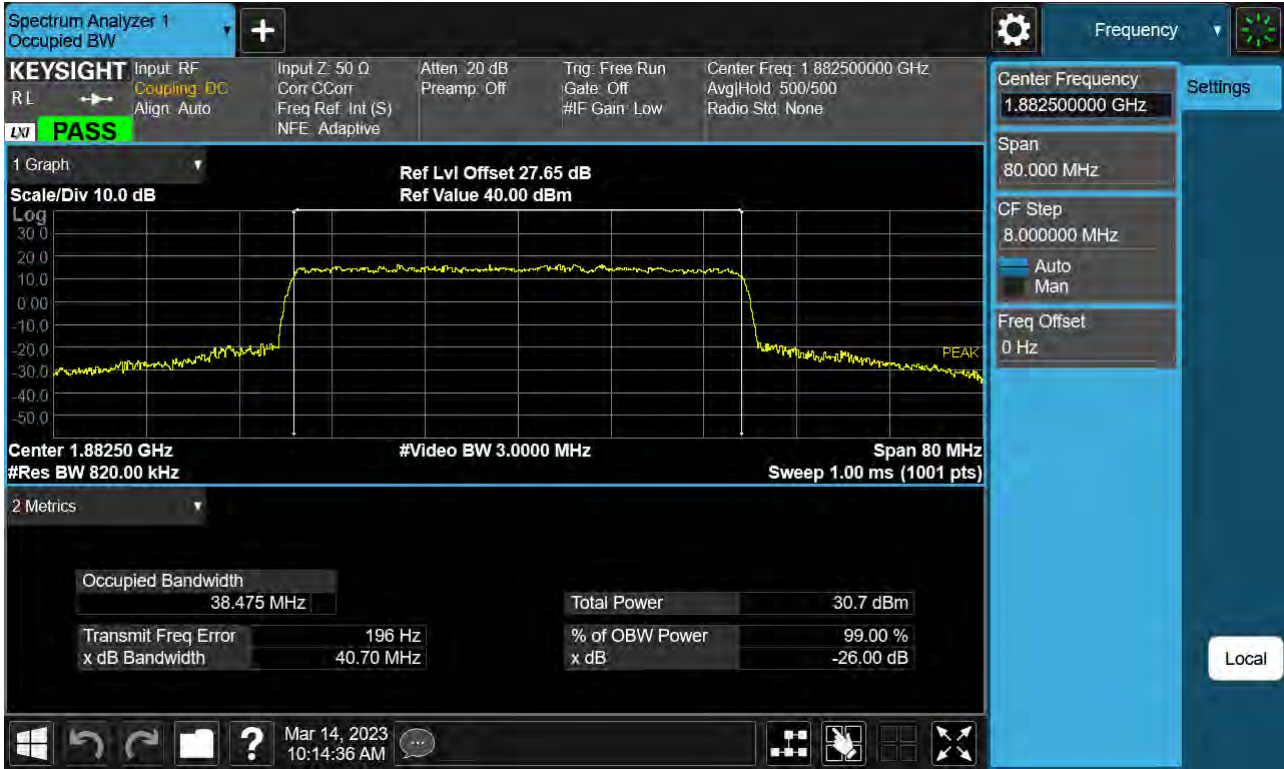 Spectrum Analyzer 1
Occupied BW
+
Frequency
KEYSIGHT
R L
LXI PASS
Input: RF
Coupling: DC
Align: Auto
Input Z: 50 Ω
Corr CCorr
Freq Ref: Int (S)
NFE: Adaptive
Atten: 20 dB
Preamp: Off
Trig: Free Run
Gate: Off
#IF Gain: Low
Center Freq: 1.882500000 GHz
Avg|Hold: 500/500
Radio Std: None
1 Graph
Ref Lvl Offset 27.65 dB
Scale/Div 10.0 dB
Ref Value 40.00 dBm
Log
30.0
20.0
10.0
0.00
-10.0
-20.0
-30.0
-40.0
-50.0
PEAK
Center 1.88250 GHz
#Video BW 3.0000 MHz
Span 80 MHz
#Res BW 820.00 kHz
Sweep 1.00 ms (1001 pts)
2 Metrics
Occupied Bandwidth
38.475 MHz
Total Power 30.7 dBm
Transmit Freq Error 196 Hz
% of OBW Power 99.00 %
x dB Bandwidth 40.70 MHz
x dB -26.00 dB
Center Frequency
1.882500000 GHz
Settings
Span
80.000 MHz
CF Step
8.000000 MHz
Auto
Man
Freq Offset
0 Hz
Local
?
Mar 14, 2023
10:14:36 AM